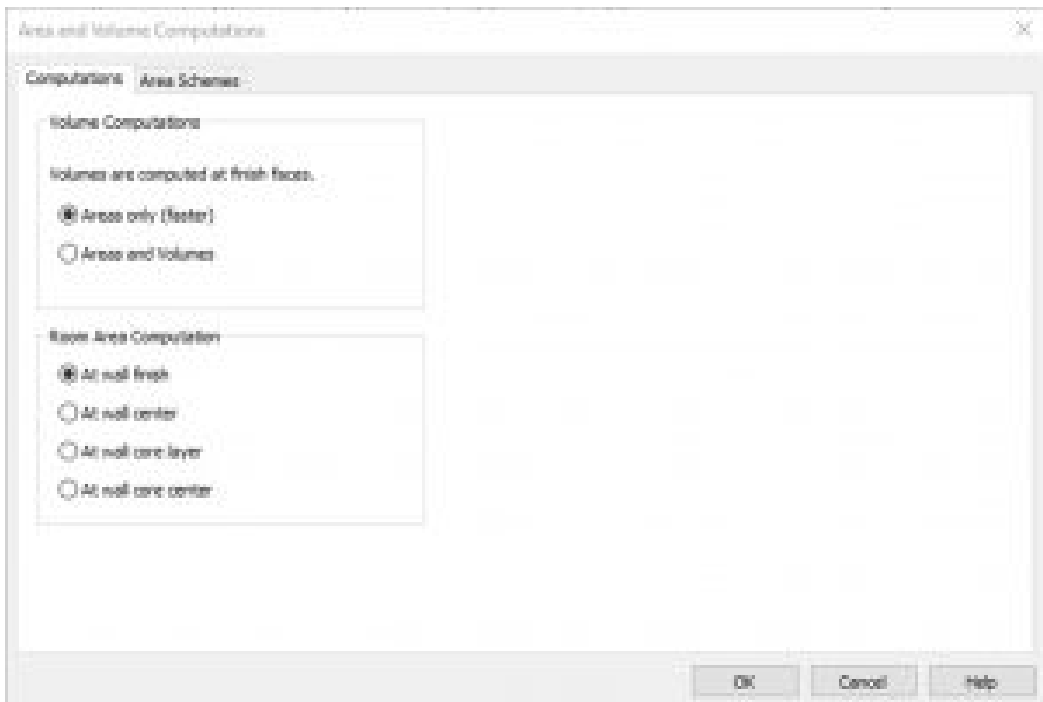 Area and Volume Computations
Computations Area Schemes
Volume Computations
Volumes are computed at finish faces.
Areas only (faster)
Areas and Volumes
Room Area Computation
At wall finish
At wall center
At wall core layer
At wall core center
OK Cancel Help